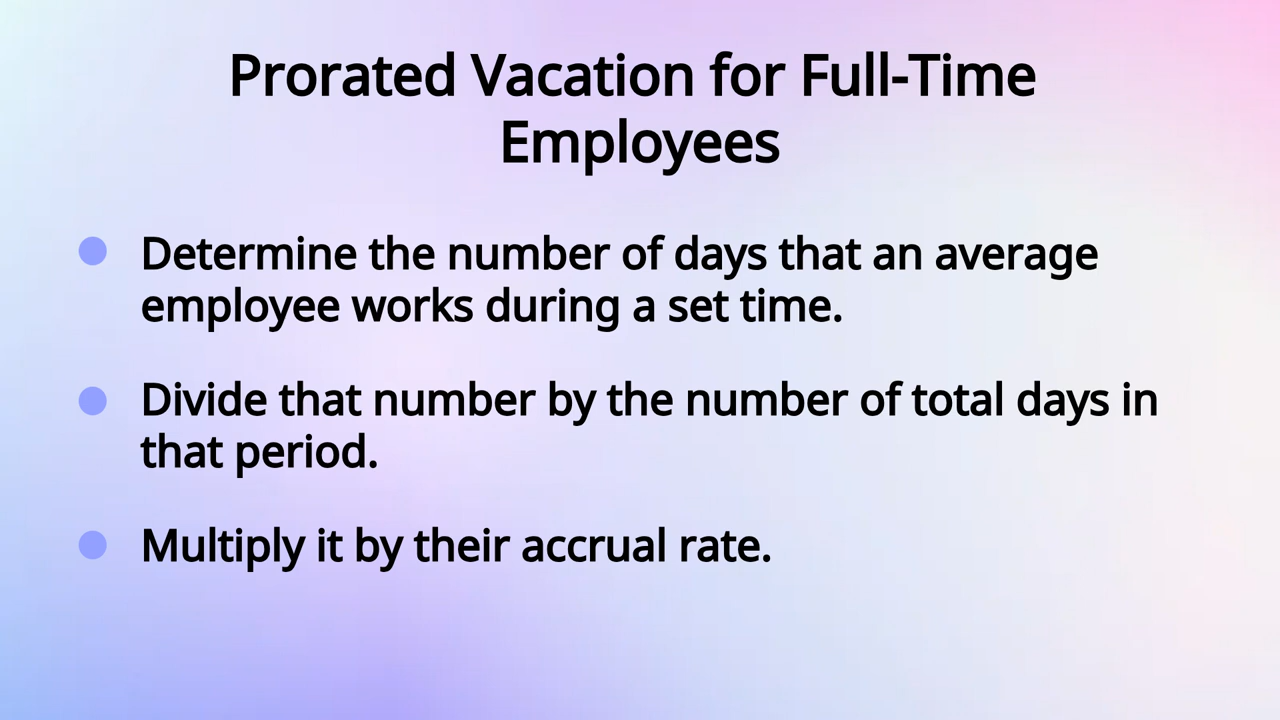 Prorated Vacation for Full-Time
Employees
Determine the number of days that an average
employee works during a set time.
Divide that number by the number of total days in
that period.
Multiply it by their accrual rate.